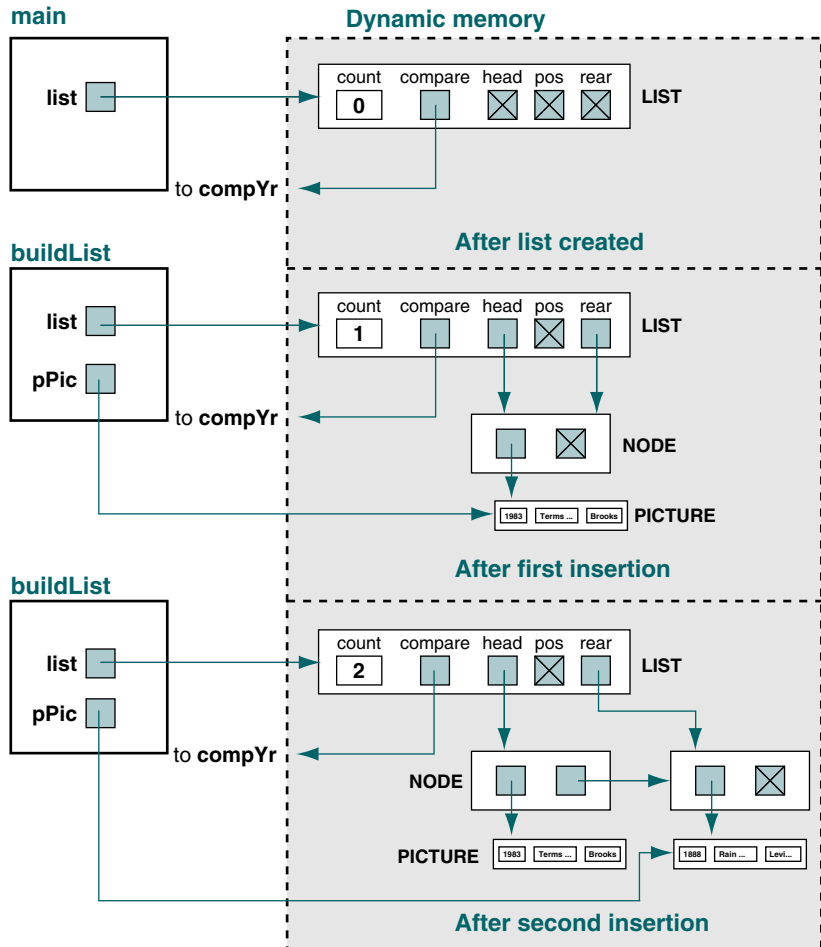 main
Dynamic memory
count compare head pos rear
list
0
LIST
to compYr
After list created
buildList
count compare head pos rear
list
1
LIST
pPic
to compYr
NODE
1983 Terms ... Brooks
PICTURE
After first insertion
buildList
count compare head pos rear
list
2
LIST
pPic
to compYr
NODE
PICTURE
1983 Terms ... Brooks
1888 Rain ... Levi...
After second insertion